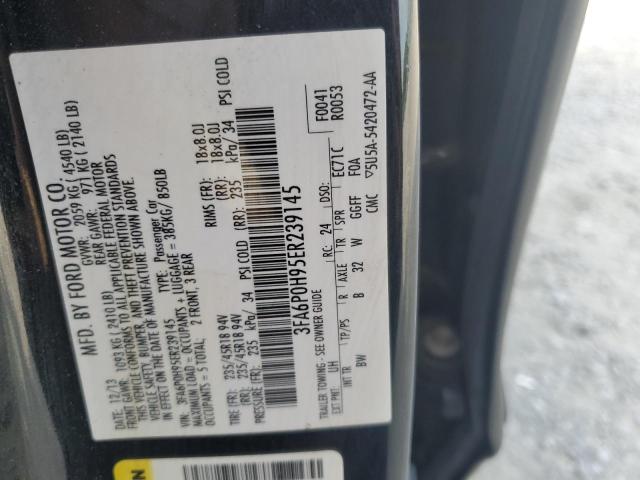 MFD. BY FORD MOTOR CO.
12/13 GVWR: 2059 KG ( 4540 LB)
FRONT GAWR: 1093 KG ( 2410 LB) REAR GAWR: 971 KG ( 2140 LB)
VEHICLE CONFORMS TO ALL APPLICABLE FEDERAL MOTOR
VEHICLE SAFETY, BUMPER, AND THEFT PREVENTION STANDARDS
IN EFFECT ON THE DATE OF MANUFACTURE SHOWN ABOVE.
VIN: 3FA6P0H95ER239145 TYPE: Passenger Car
MAXIMUM LOAD = OCCUPANTS + LUGGAGE = 385KG/ 850LB
OCCUPANTS = 5 TOTAL; 2 FRONT, 3 REAR
TIRE (FR): 235/45R18 94V RIMS (FR): 18x8.0J
(RR): 235/45R18 94V (RR): 18x8.0J
PRESSURE (FR): 235 kPa/ 34 PSI COLD (RR): 235 kPa/ 34 PSI COLD
3FA6P0H95ER239145
TRAILER TOWING - SEE OWNER GUIDE
RC: 24 DSO: F0041
EXT PNT: UH EC71C R0053
INT TR TP/PS R AXLE TR SPR
BW B 32 W GGFF F0A
CMC ▽5U5A-5420472-AA